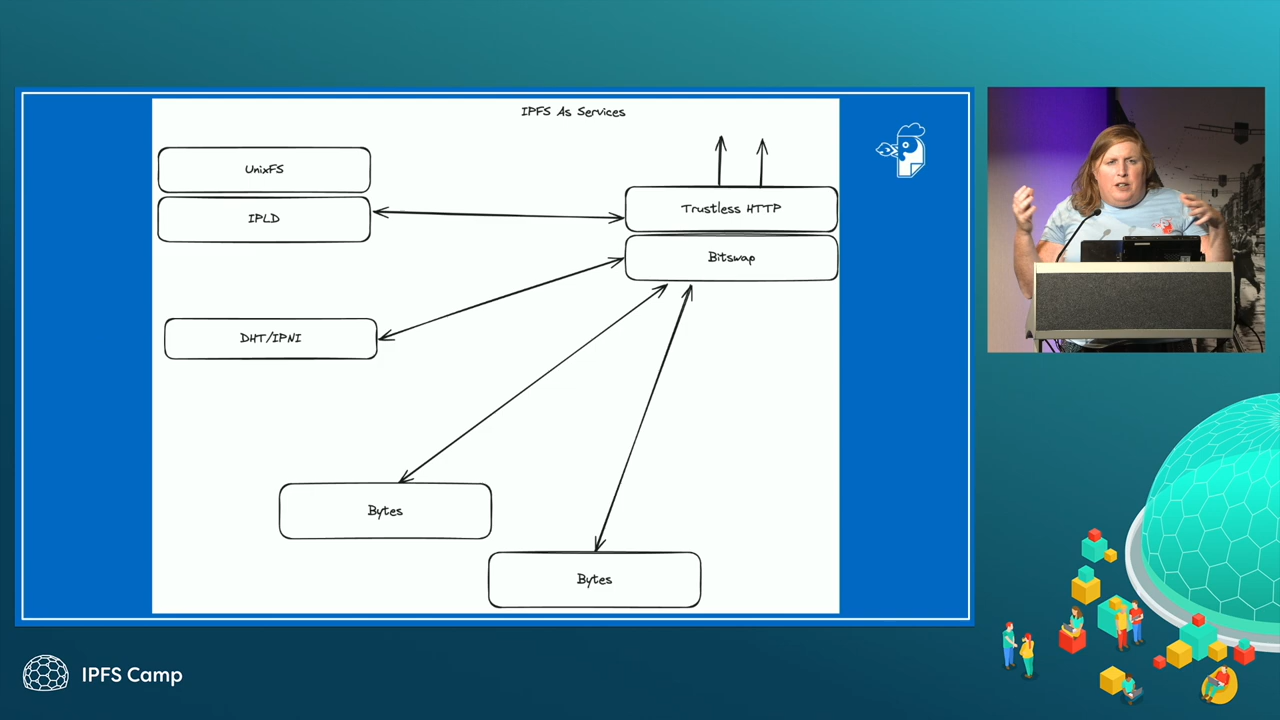 IPFS As Services
UnixFS
IPLD
Trustless HTTP
Bitswap
DHT/IPNI
Bytes
Bytes
IPFS Camp